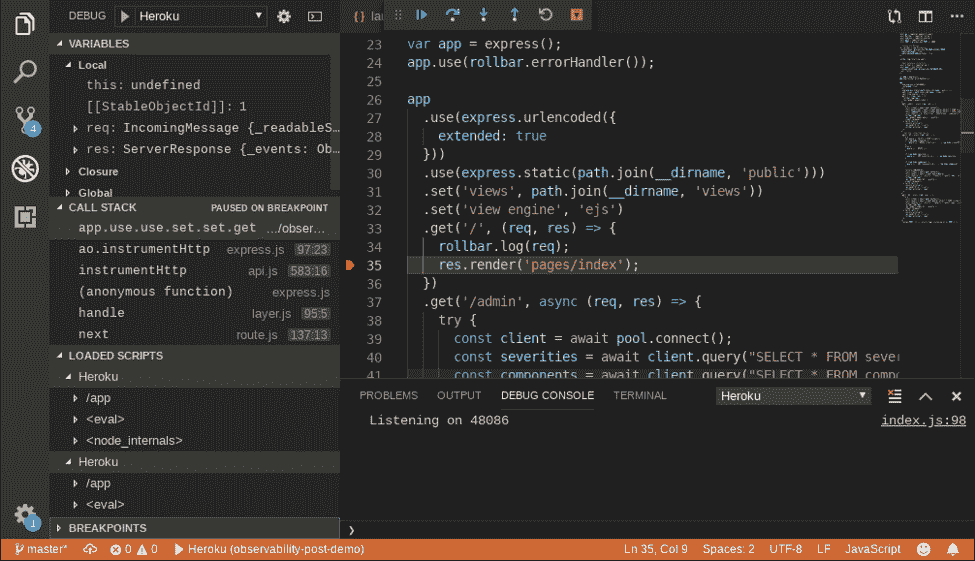 DEBUG Heroku
VARIABLES
Local
this: undefined
[[StableObjectId]]: 1
req: IncomingMessage {_readableS…
res: ServerResponse {_events: Ob…
Closure
Global
CALL STACK PAUSED ON BREAKPOINT
app.use.use.set.set.get …/obser…
ao.instrumentHttp express.js 97:23
instrumentHttp api.js 583:16
(anonymous function) express.js
handle layer.js 95:5
next route.js 137:13
LOADED SCRIPTS
Heroku
/app
<eval>
<node_internals>
Heroku
/app
<eval>
BREAKPOINTS
4
1
{}
23 var app = express();
24 app.use(rollbar.errorHandler());
25
26 app
27 .use(express.urlencoded({
28 extended: true
29 }))
30 .use(express.static(path.join(__dirname, 'public')))
31 .set('views', path.join(__dirname, 'views'))
32 .set('view engine', 'ejs')
33 .get('/', (req, res) => {
34 rollbar.log(req);
35 res.render('pages/index');
36 })
37 .get('/admin', async (req, res) => {
38 try {
39 const client = await pool.connect();
40 const severities = await client.query("SELECT * FROM sever
41 const components = await client.query("SELECT * FROM compo
PROBLEMS OUTPUT DEBUG CONSOLE TERMINAL Heroku
Listening on 48086 index.js:98
master* 0 0 Heroku (observability-post-demo) Ln 35, Col 9 Spaces: 2 UTF-8 LF JavaScript